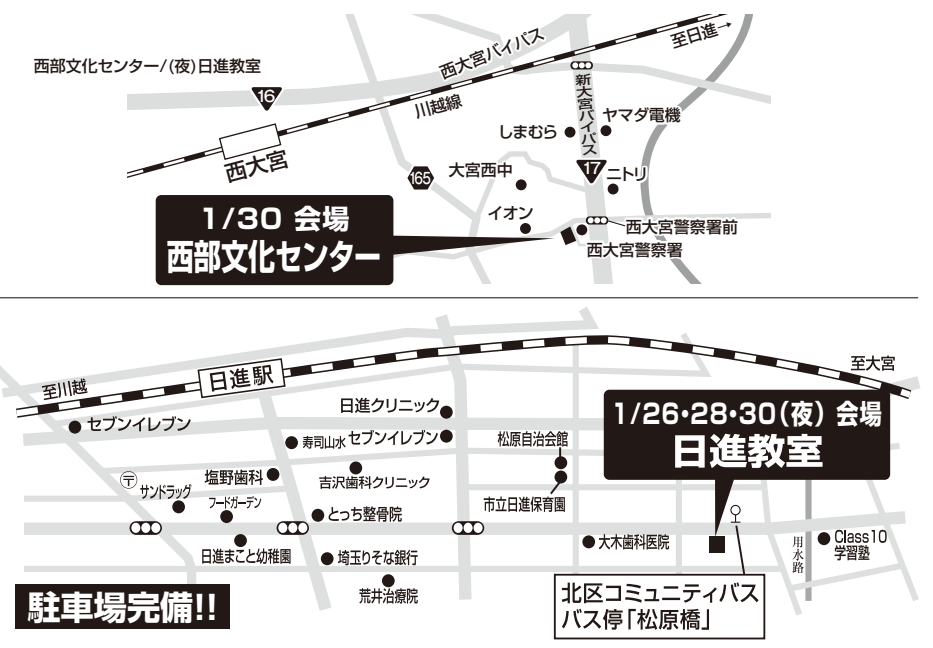 西部文化センター/(夜)日進教室
16
西大宮バイパス
至日進→
川越線
西大宮
新大宮バイパス
しまむら
ヤマダ電機
165
大宮西中
17
ニトリ
イオン
西大宮警察署前
西大宮警察署
1/30 会場
西部文化センター
至川越
日進駅
至大宮
セブンイレブン
日進クリニック
寿司山水
セブンイレブン
松原自治会館
1/26・28・30(夜) 会場
日進教室
〒
サンドラッグ
塩野歯科
フードガーデン
吉沢歯科クリニック
市立日進保育園
とっち整骨院
日進まこと幼稚園
埼玉りそな銀行
荒井治療院
大木歯科医院
用水路
Class10
学習塾
駐車場完備!!
北区コミュニティバス
バス停「松原橋」